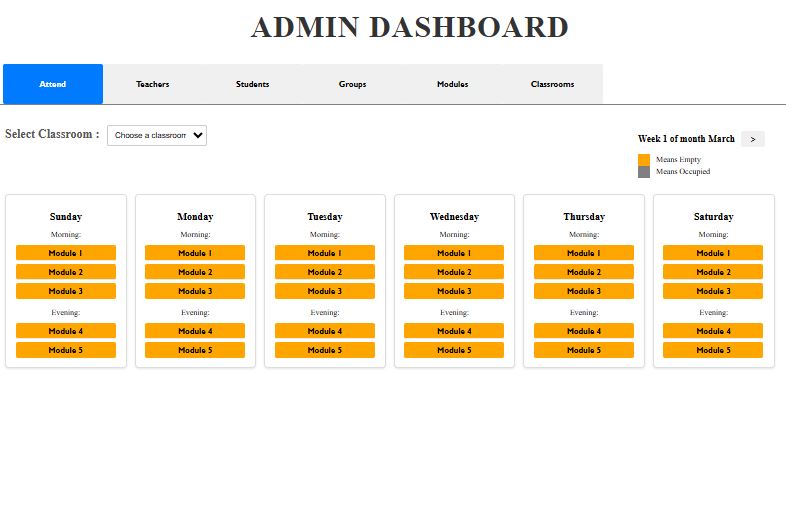 ADMIN DASHBOARD
Attend Teachers Students Groups Modules Classrooms
Select Classroom : Choose a classroom
Week 1 of month March >
Means Empty
Means Occupied
Sunday Monday Tuesday Wednesday Thursday Saturday
Morning: Morning: Morning: Morning: Morning: Morning:
Module 1 Module 1 Module 1 Module 1 Module 1 Module 1
Module 2 Module 2 Module 2 Module 2 Module 2 Module 2
Module 3 Module 3 Module 3 Module 3 Module 3 Module 3
Evening: Evening: Evening: Evening: Evening: Evening:
Module 4 Module 4 Module 4 Module 4 Module 4 Module 4
Module 5 Module 5 Module 5 Module 5 Module 5 Module 5